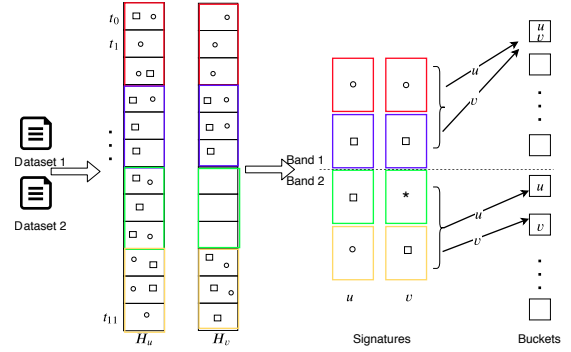 t0
t1
t11
Dataset 1
Dataset 2
Hu
Hv
Band 1
Band 2
*
u
v
u
v
u
v
Signatures
u
v
u
v
Buckets